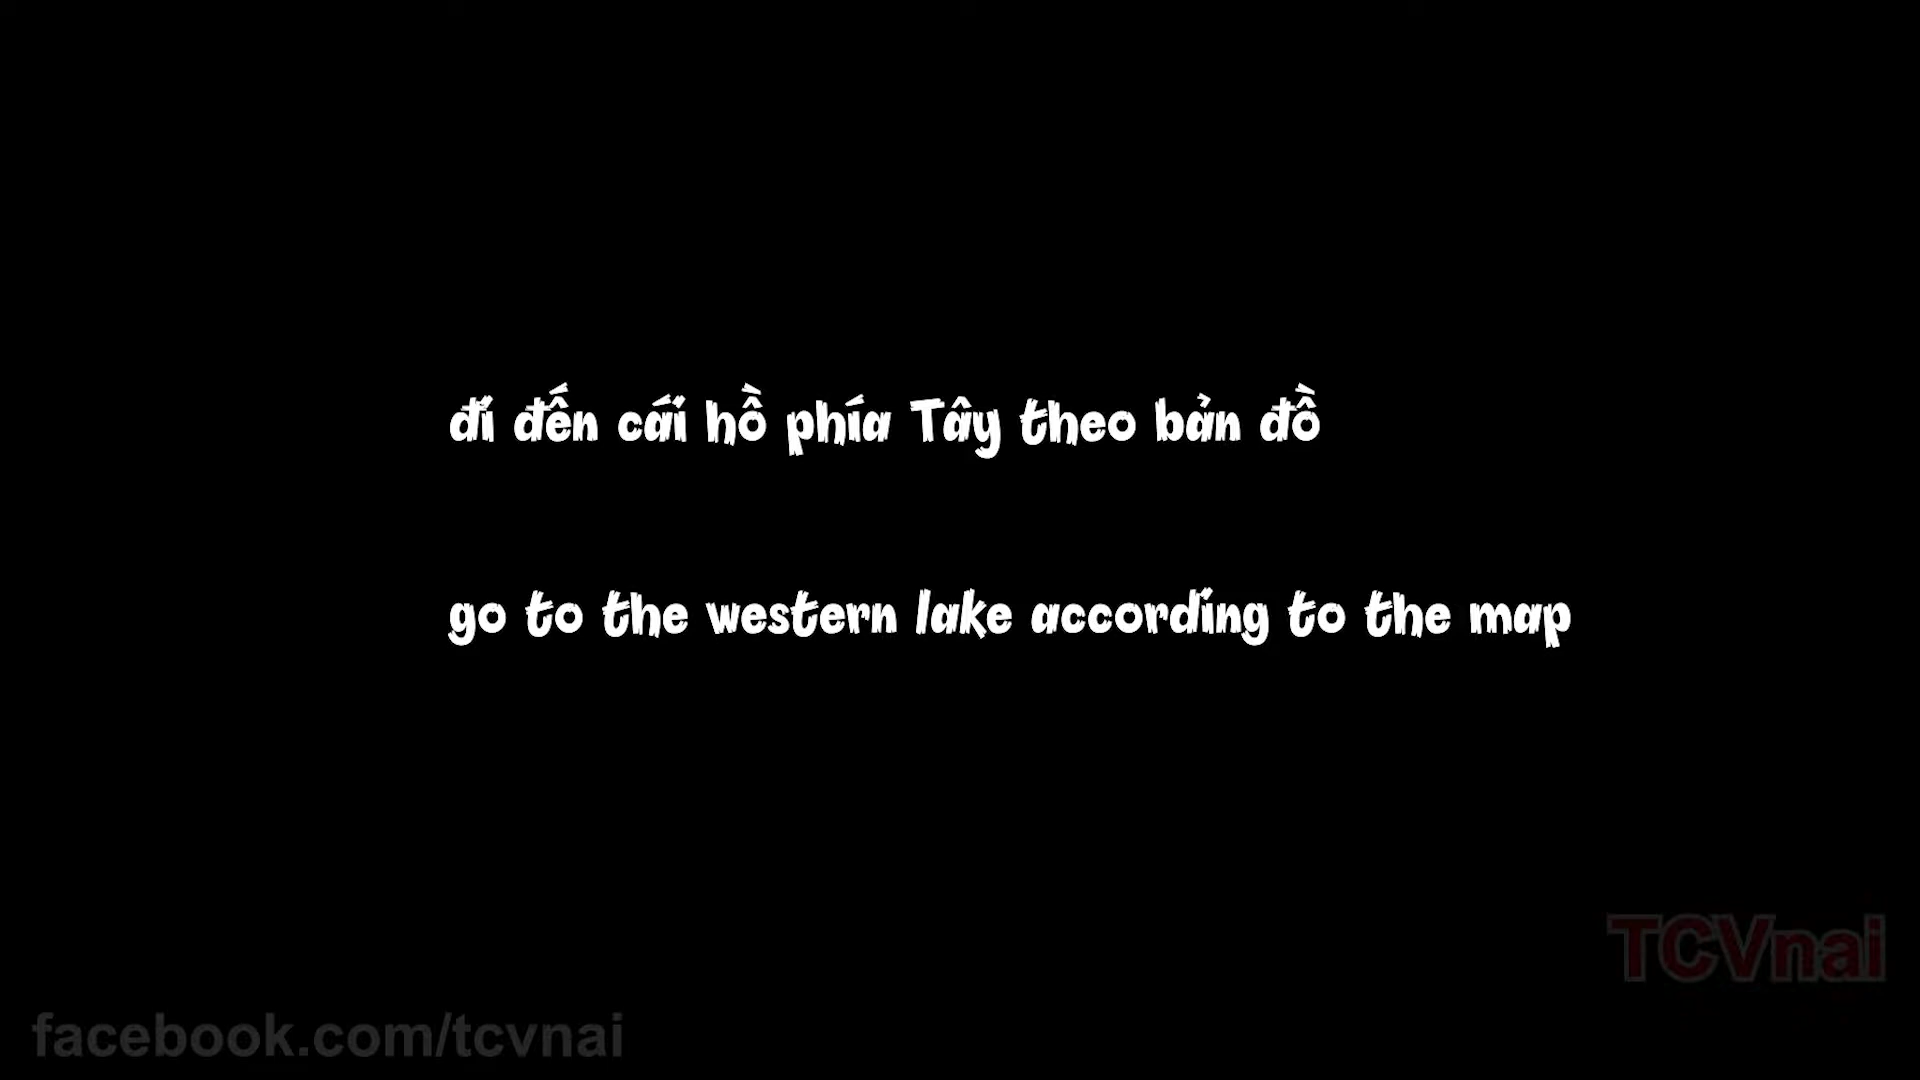 đi đến cái hồ phía Tây theo bản đồ
go to the western lake according to the map
TCVnai
facebook.com/tcvnai